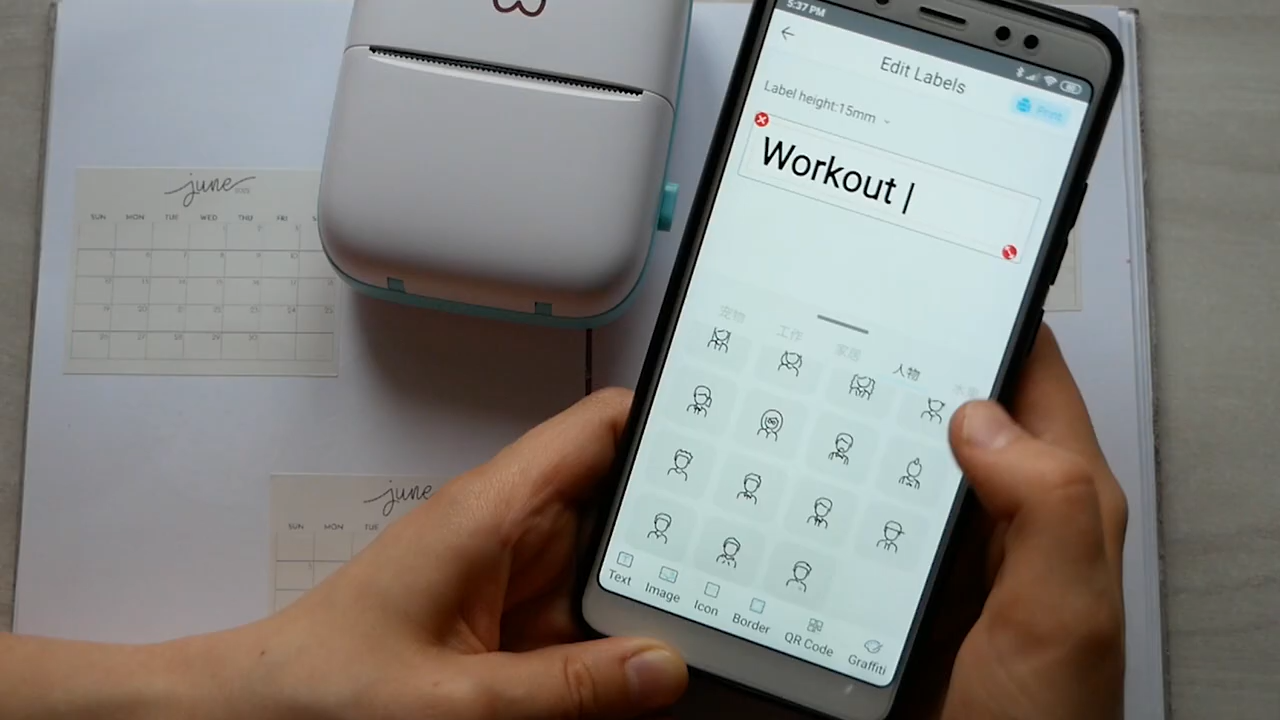 5:37 PM
Edit Labels
Print
Label height:15mm
Workout |
宠物 工作 家居 人物
Text Image Icon Border QR Code Graffiti
june
SUN MON TUE WED THU FRI
june
SUN MON TUE